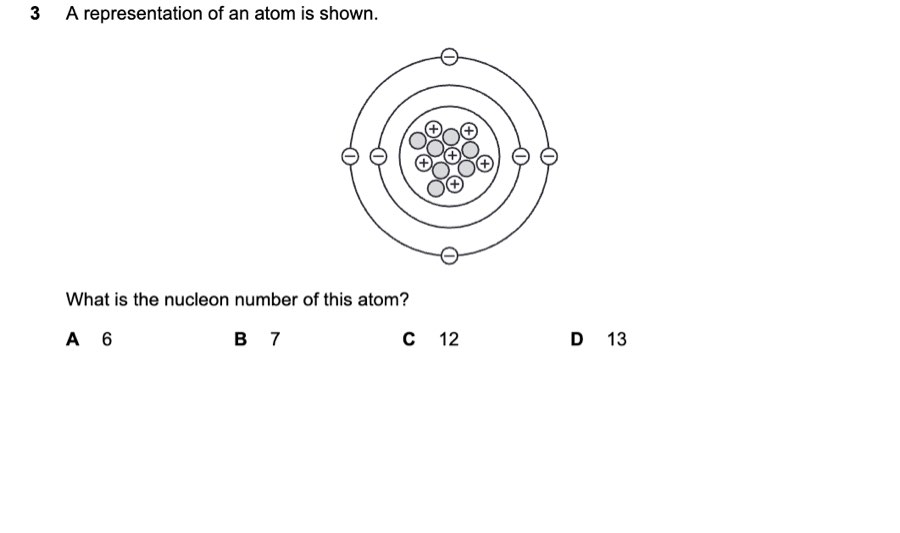 3 A representation of an atom is shown.
What is the nucleon number of this atom?
A 6 B 7 C 12 D 13